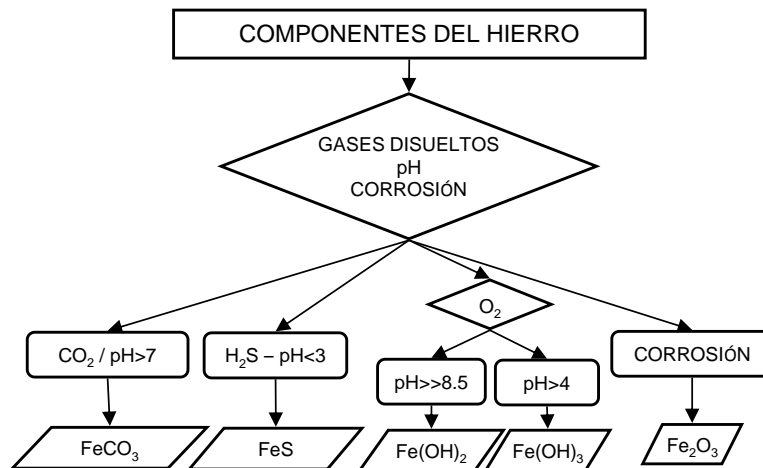 COMPONENTES DEL HIERRO
GASES DISUELTOS
pH
CORROSIÓN
O₂
CO₂ / pH>7
H₂S – pH<3
pH>>8.5
pH>4
CORROSIÓN
FeCO₃
FeS
Fe(OH)₂
Fe(OH)₃
Fe₂O₃